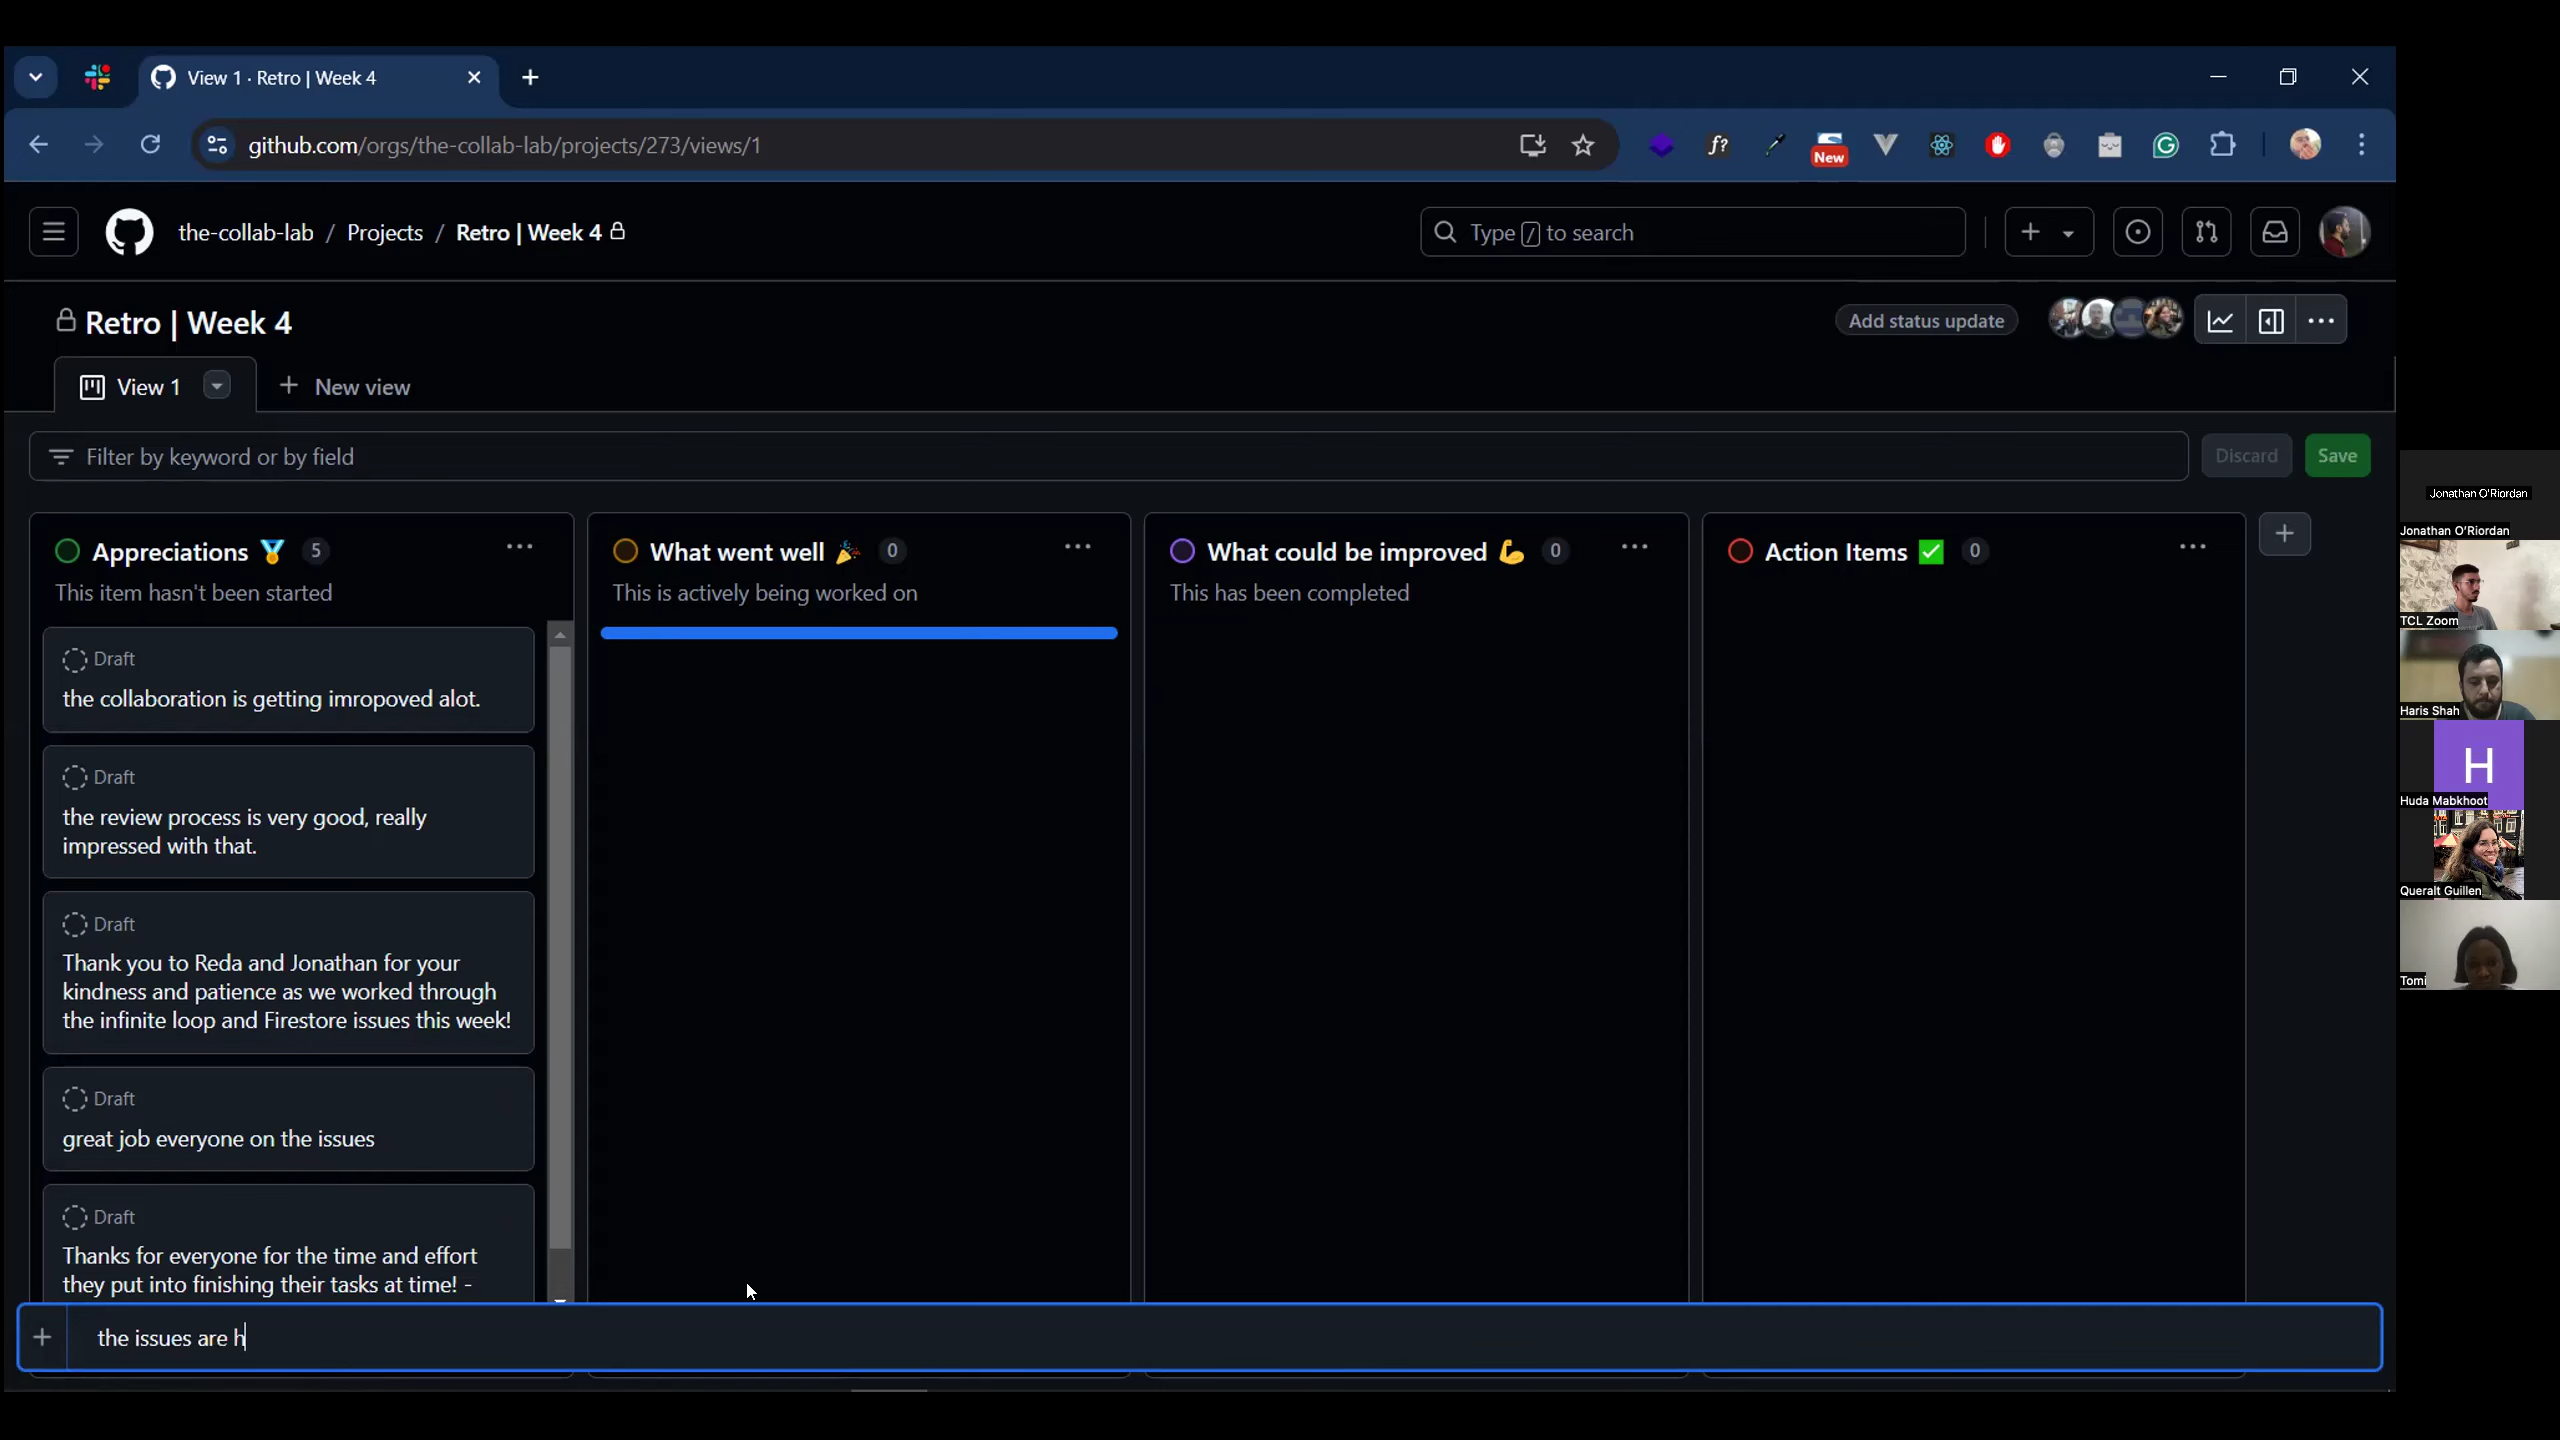 View 1 · Retro | Week 4
github.com/orgs/the-collab-lab/projects/273/views/1
f?
New
the-collab-lab / Projects / Retro | Week 4
Type / to search
Retro | Week 4
Add status update
View 1
New view
Filter by keyword or by field
Discard
Save
Appreciations 🏅 5
This item hasn't been started
Draft
the collaboration is getting imropoved alot.
Draft
the review process is very good, really
impressed with that.
Draft
Thank you to Reda and Jonathan for your
kindness and patience as we worked through
the infinite loop and Firestore issues this week!
Draft
great job everyone on the issues
Draft
Thanks for everyone for the time and effort
they put into finishing their tasks at time! -
What went well 🎉 0
This is actively being worked on
What could be improved 💪 0
This has been completed
Action Items ✅ 0
the issues are h
Jonathan O'Riordan
Jonathan O'Riordan
TCL Zoom
Haris Shah
H
Huda Mabkhoot
Queralt Guillen
Tomi